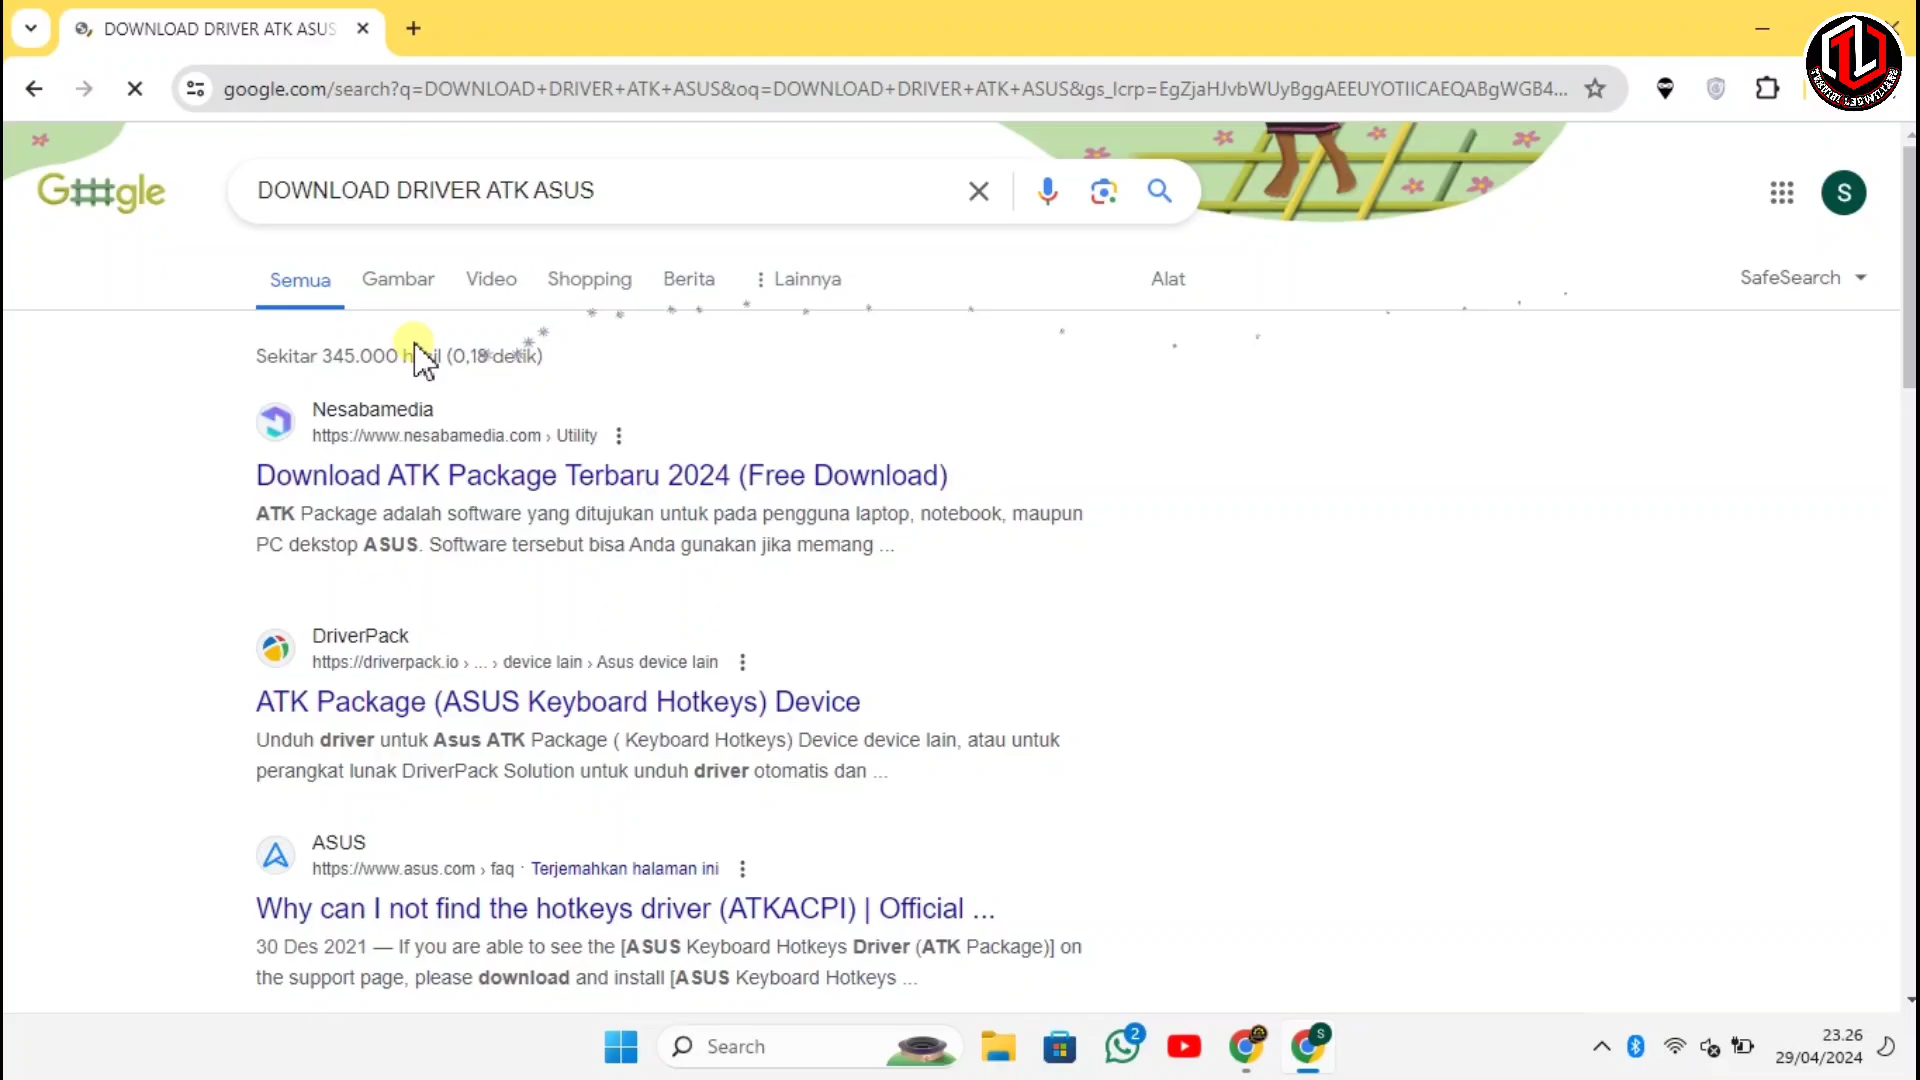 DOWNLOAD DRIVER ATK ASUS
google.com/search?q=DOWNLOAD+DRIVER+ATK+ASUS&oq=DOWNLOAD+DRIVER+ATK+ASUS&gs_lcrp=EgZjaHJvbWUyBggAEEUYOTIICAEQABgWGB4...
Google
DOWNLOAD DRIVER ATK ASUS
S
Semua
Gambar
Video
Shopping
Berita
Lainnya
Alat
SafeSearch
Sekitar 345.000 hasil (0,18 detik)
Nesabamedia
https://www.nesabamedia.com › Utility
Download ATK Package Terbaru 2024 (Free Download)
ATK Package adalah software yang ditujukan untuk pada pengguna laptop, notebook, maupun
PC dekstop ASUS. Software tersebut bisa Anda gunakan jika memang ...
DriverPack
https://driverpack.io › ... › device lain › Asus device lain
ATK Package (ASUS Keyboard Hotkeys) Device
Unduh driver untuk Asus ATK Package ( Keyboard Hotkeys) Device device lain, atau untuk
perangkat lunak DriverPack Solution untuk unduh driver otomatis dan ...
ASUS
https://www.asus.com › faq · Terjemahkan halaman ini
Why can I not find the hotkeys driver (ATKACPI) | Official ...
30 Des 2021 — If you are able to see the [ASUS Keyboard Hotkeys Driver (ATK Package)] on
the support page, please download and install [ASUS Keyboard Hotkeys ...
Search
2
S
23.26
29/04/2024